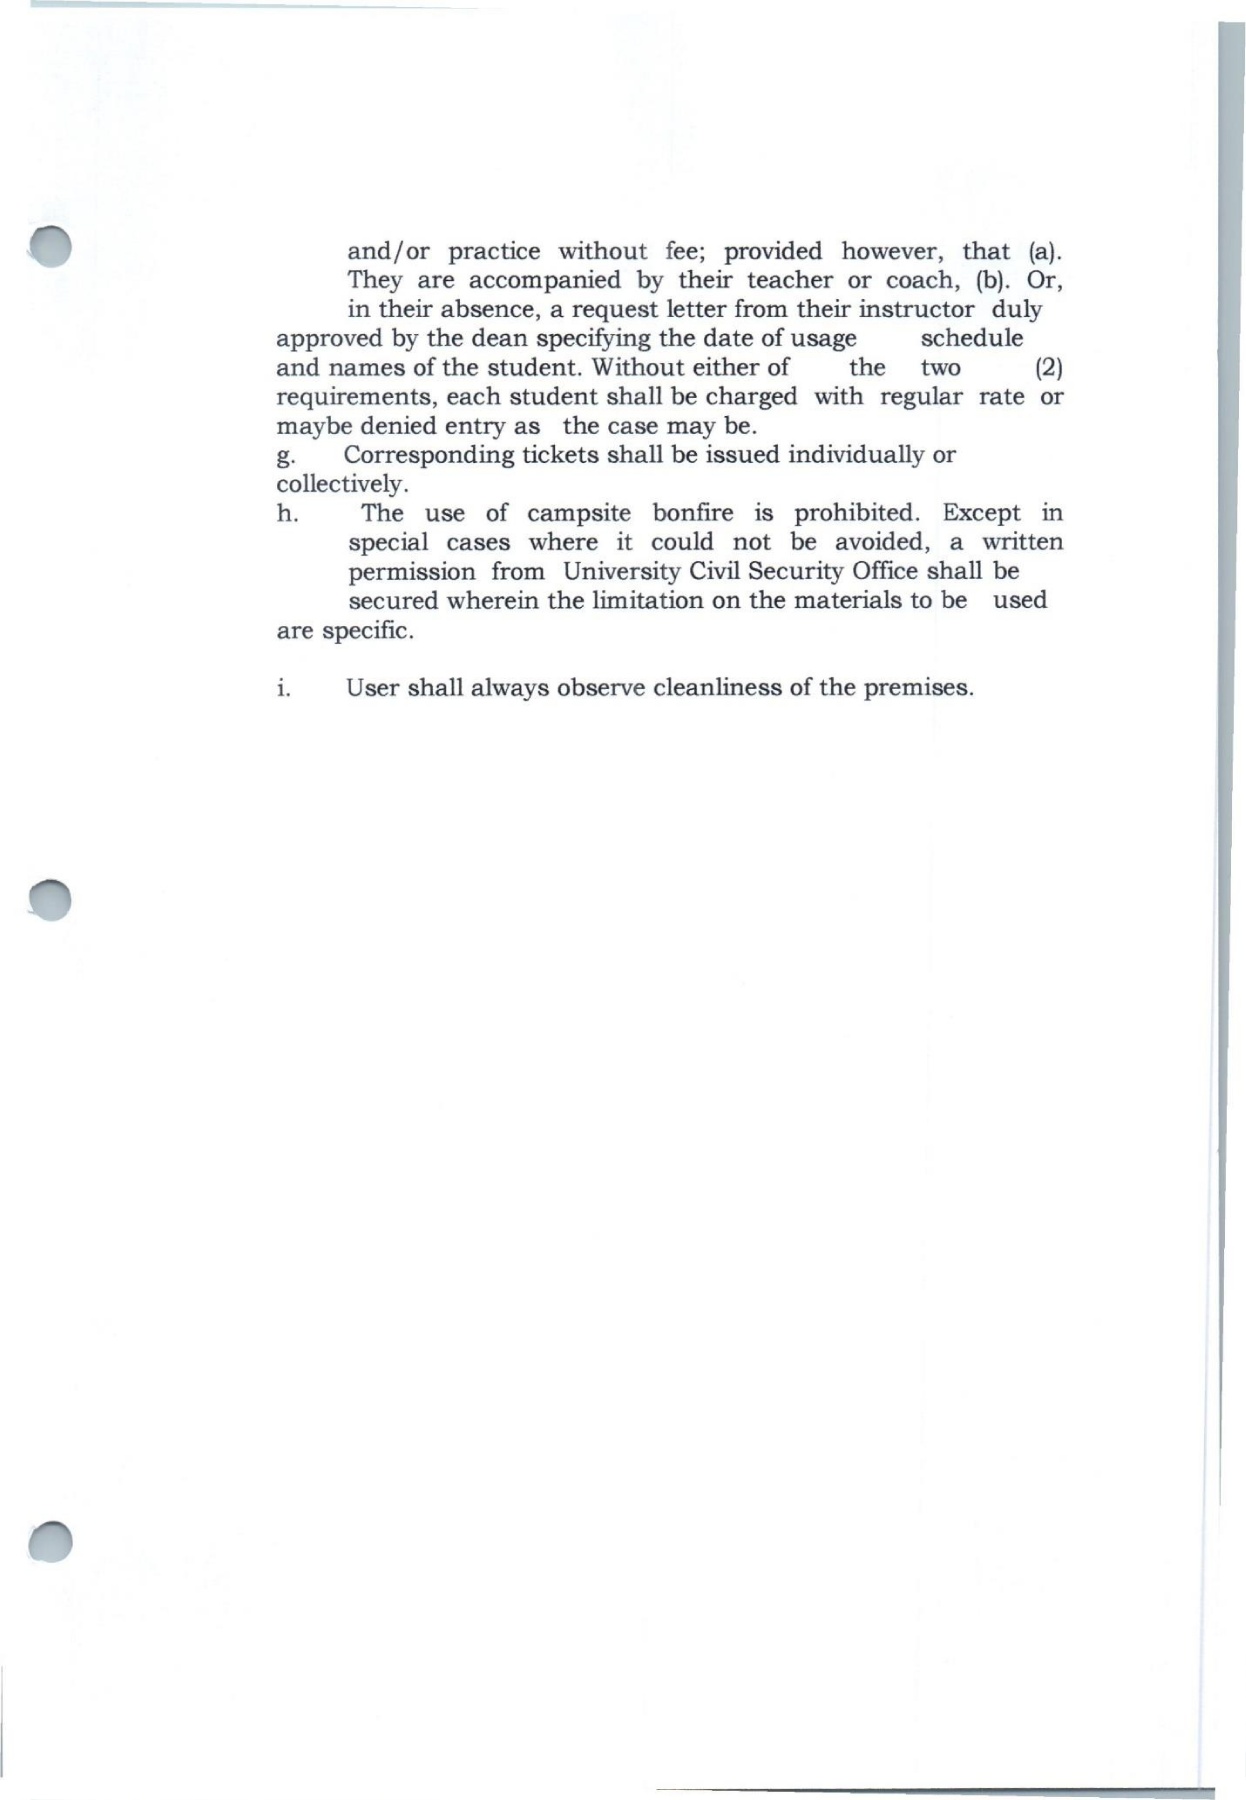 and/or practice without fee; provided however, that (a).
They are accompanied by their teacher or coach, (b). Or,
in their absence, a request letter from their instructor duly
approved by the dean specifying the date of usage schedule
and names of the student. Without either of the two (2)
requirements, each student shall be charged with regular rate or
maybe denied entry as the case may be.
g. Corresponding tickets shall be issued individually or
collectively.
h. The use of campsite bonfire is prohibited. Except in
special cases where it could not be avoided, a written
permission from University Civil Security Office shall be
secured wherein the limitation on the materials to be used
are specific.
i. User shall always observe cleanliness of the premises.